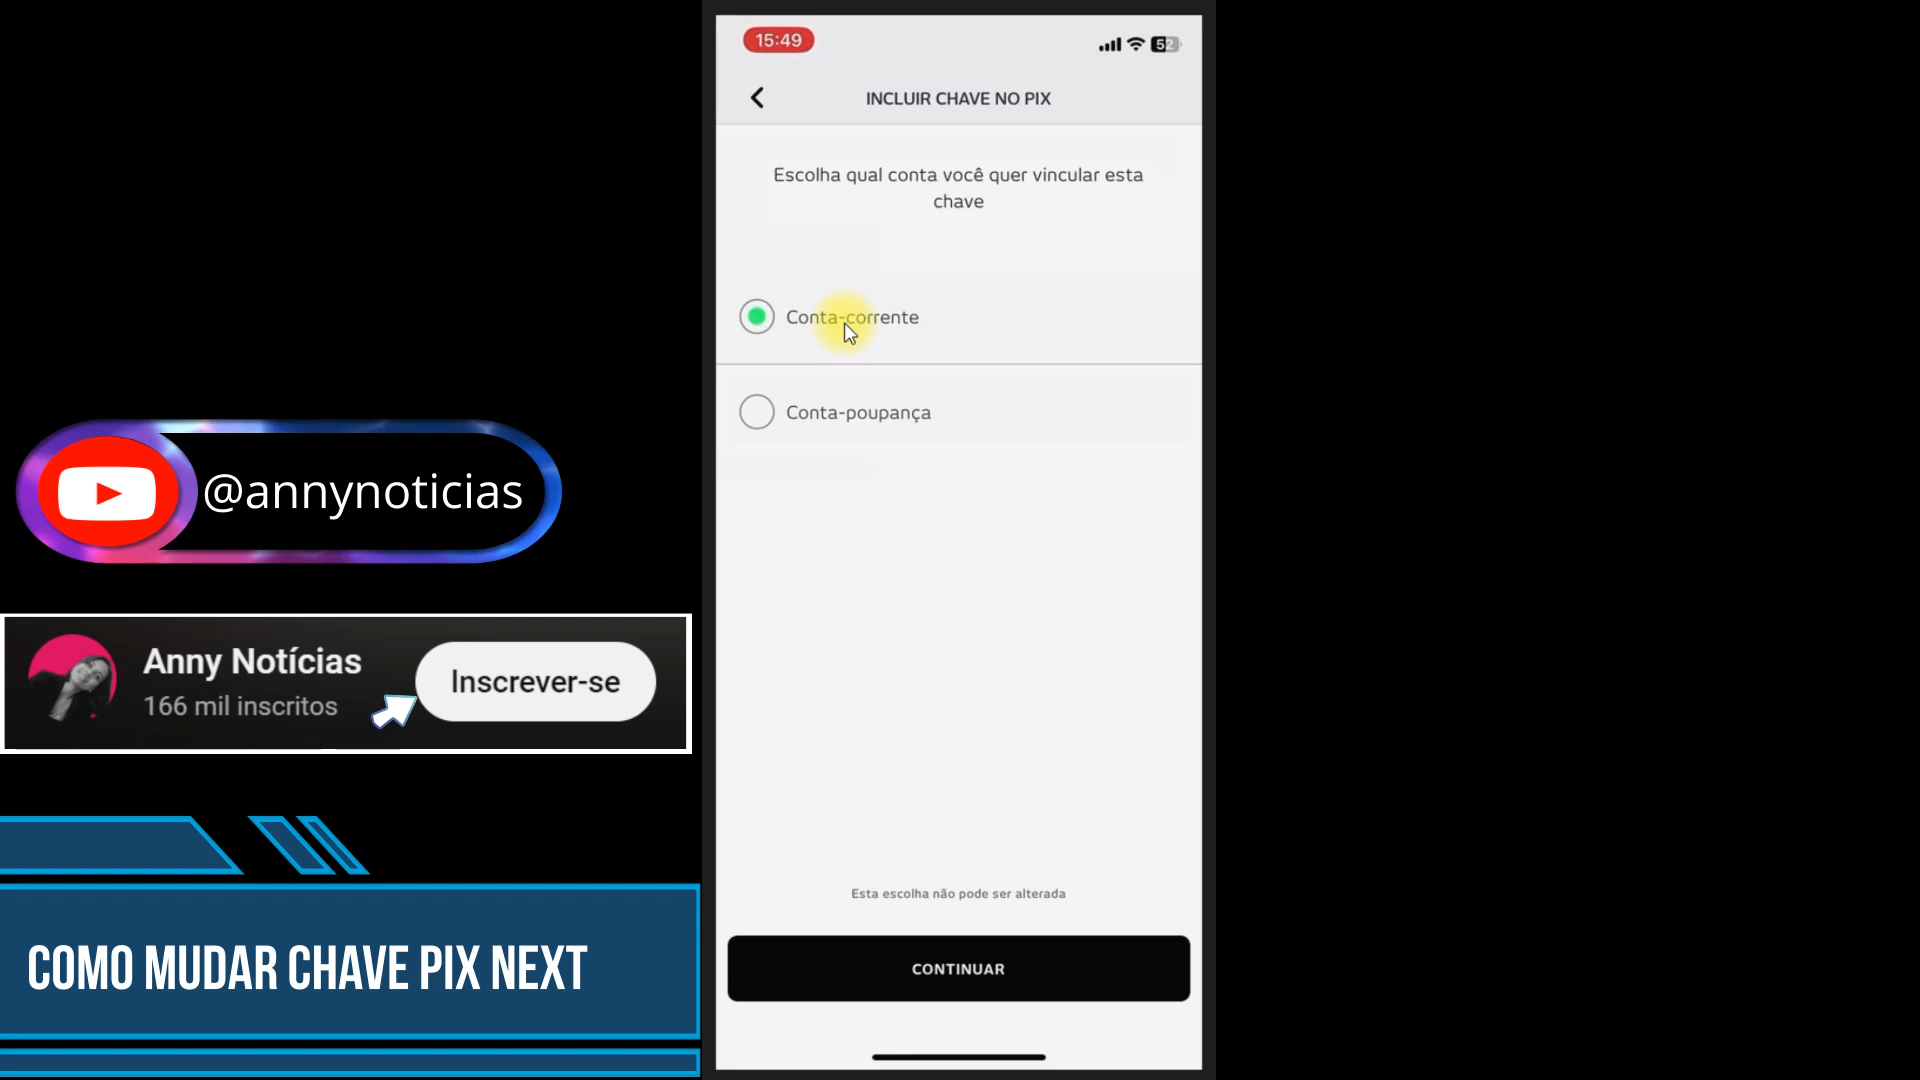 15:49
52
INCLUIR CHAVE NO PIX
Escolha qual conta você quer vincular esta
chave
Conta-corrente
Conta-poupança
Esta escolha não pode ser alterada
CONTINUAR
@annynoticias
Anny Notícias
166 mil inscritos
Inscrever-se
COMO MUDAR CHAVE PIX NEXT